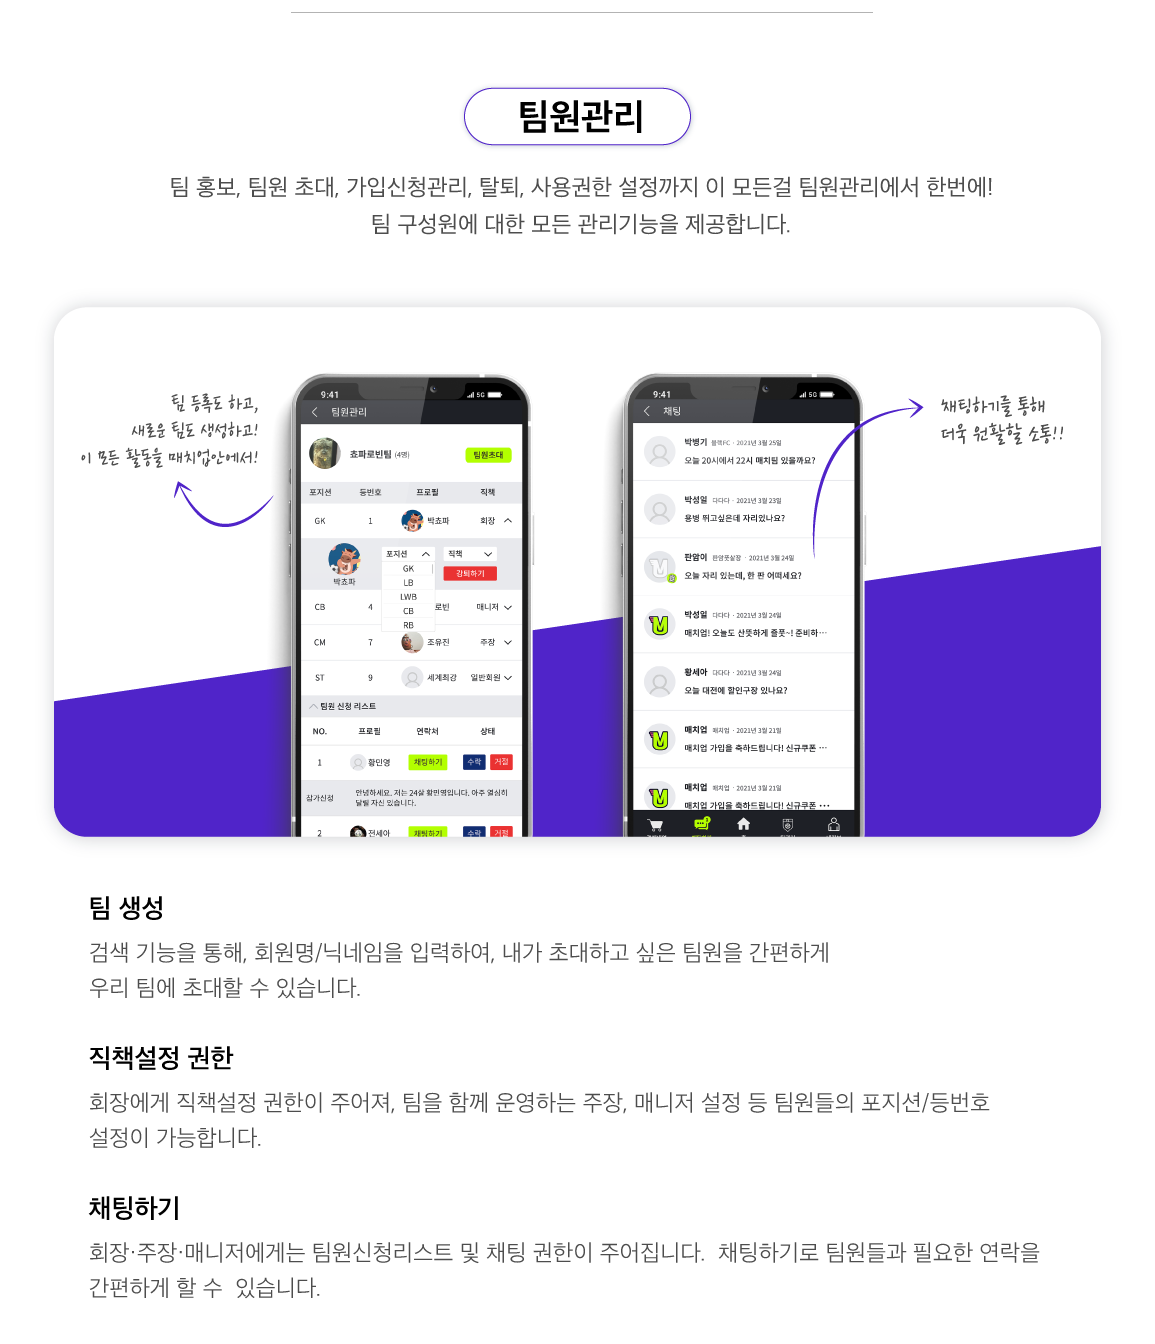 팀원관리
팀 홍보, 팀원 초대, 가입신청관리, 탈퇴, 사용권한 설정까지 이 모든걸 팀원관리에서 한번에!
팀 구성원에 대한 모든 관리기능을 제공합니다.
팀 등록도 하고,
새로운 팀도 생성하고!
이 모든 활동을 매치업안에서!
9:41
5G
팀원관리
쵸파로빈팀 (4명)
팀원초대
포지션 등번호 프로필 직책
GK 1 박쵸파 회장
박쵸파
포지션
직책
GK
강퇴하기
LB
LWB
CB
RB
CB 4 로빈 매니저
CM 7 조유진 주장
ST 9 세계최강 일반회원
팀원 신청 리스트
NO. 프로필 연락처 상태
1 황민영 채팅하기 수락 거절
참가신청
안녕하세요. 저는 24살 황민영입니다. 아주 열심히
달릴 자신 있습니다.
2 전세아 채팅하기 수락 거절
9:41
5G
채팅
박병기 블랙FC · 2021년 3월 25일
오늘 20시에서 22시 매치팀 있을까요?
박성일 다다다 · 2021년 3월 23일
용병 뛰고싶은데 자리있나요?
판암이 판암풋살장 · 2021년 3월 24일
오늘 자리 있는데, 한 판 어떠세요?
박성일 다다다 · 2021년 3월 24일
매치업! 오늘도 산뜻하게 즐풋~! 준비하···
황세아 다다다 · 2021년 3월 24일
오늘 대전에 할인구장 있나요?
매치업 매치업 · 2021년 3월 21일
매치업 가입을 축하드립니다! 신규쿠폰 ···
매치업 매치업 · 2021년 3월 21일
매치업 가입을 축하드립니다! 신규쿠폰 ···
채팅하기를 통해
더욱 원활할 소통!!
팀 생성
검색 기능을 통해, 회원명/닉네임을 입력하여, 내가 초대하고 싶은 팀원을 간편하게
우리 팀에 초대할 수 있습니다.
직책설정 권한
회장에게 직책설정 권한이 주어져, 팀을 함께 운영하는 주장, 매니저 설정 등 팀원들의 포지션/등번호
설정이 가능합니다.
채팅하기
회장·주장·매니저에게는 팀원신청리스트 및 채팅 권한이 주어집니다. 채팅하기로 팀원들과 필요한 연락을
간편하게 할 수 있습니다.